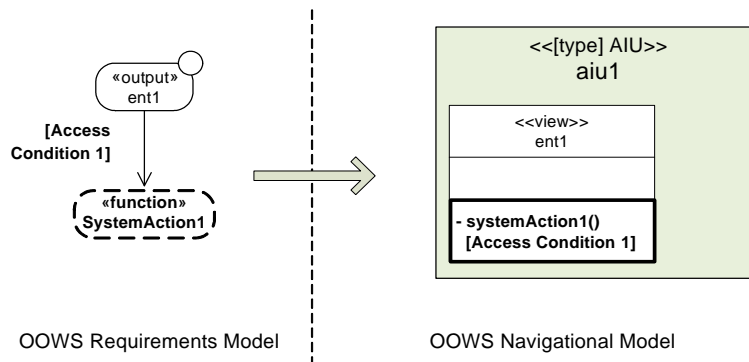 «output»
ent1
[Access
Condition 1]
«function»
SystemAction1
OOWS Requirements Model
<<[type] AIU>>
aiu1
<<view>>
ent1
- systemAction1()
[Access Condition 1]
OOWS Navigational Model